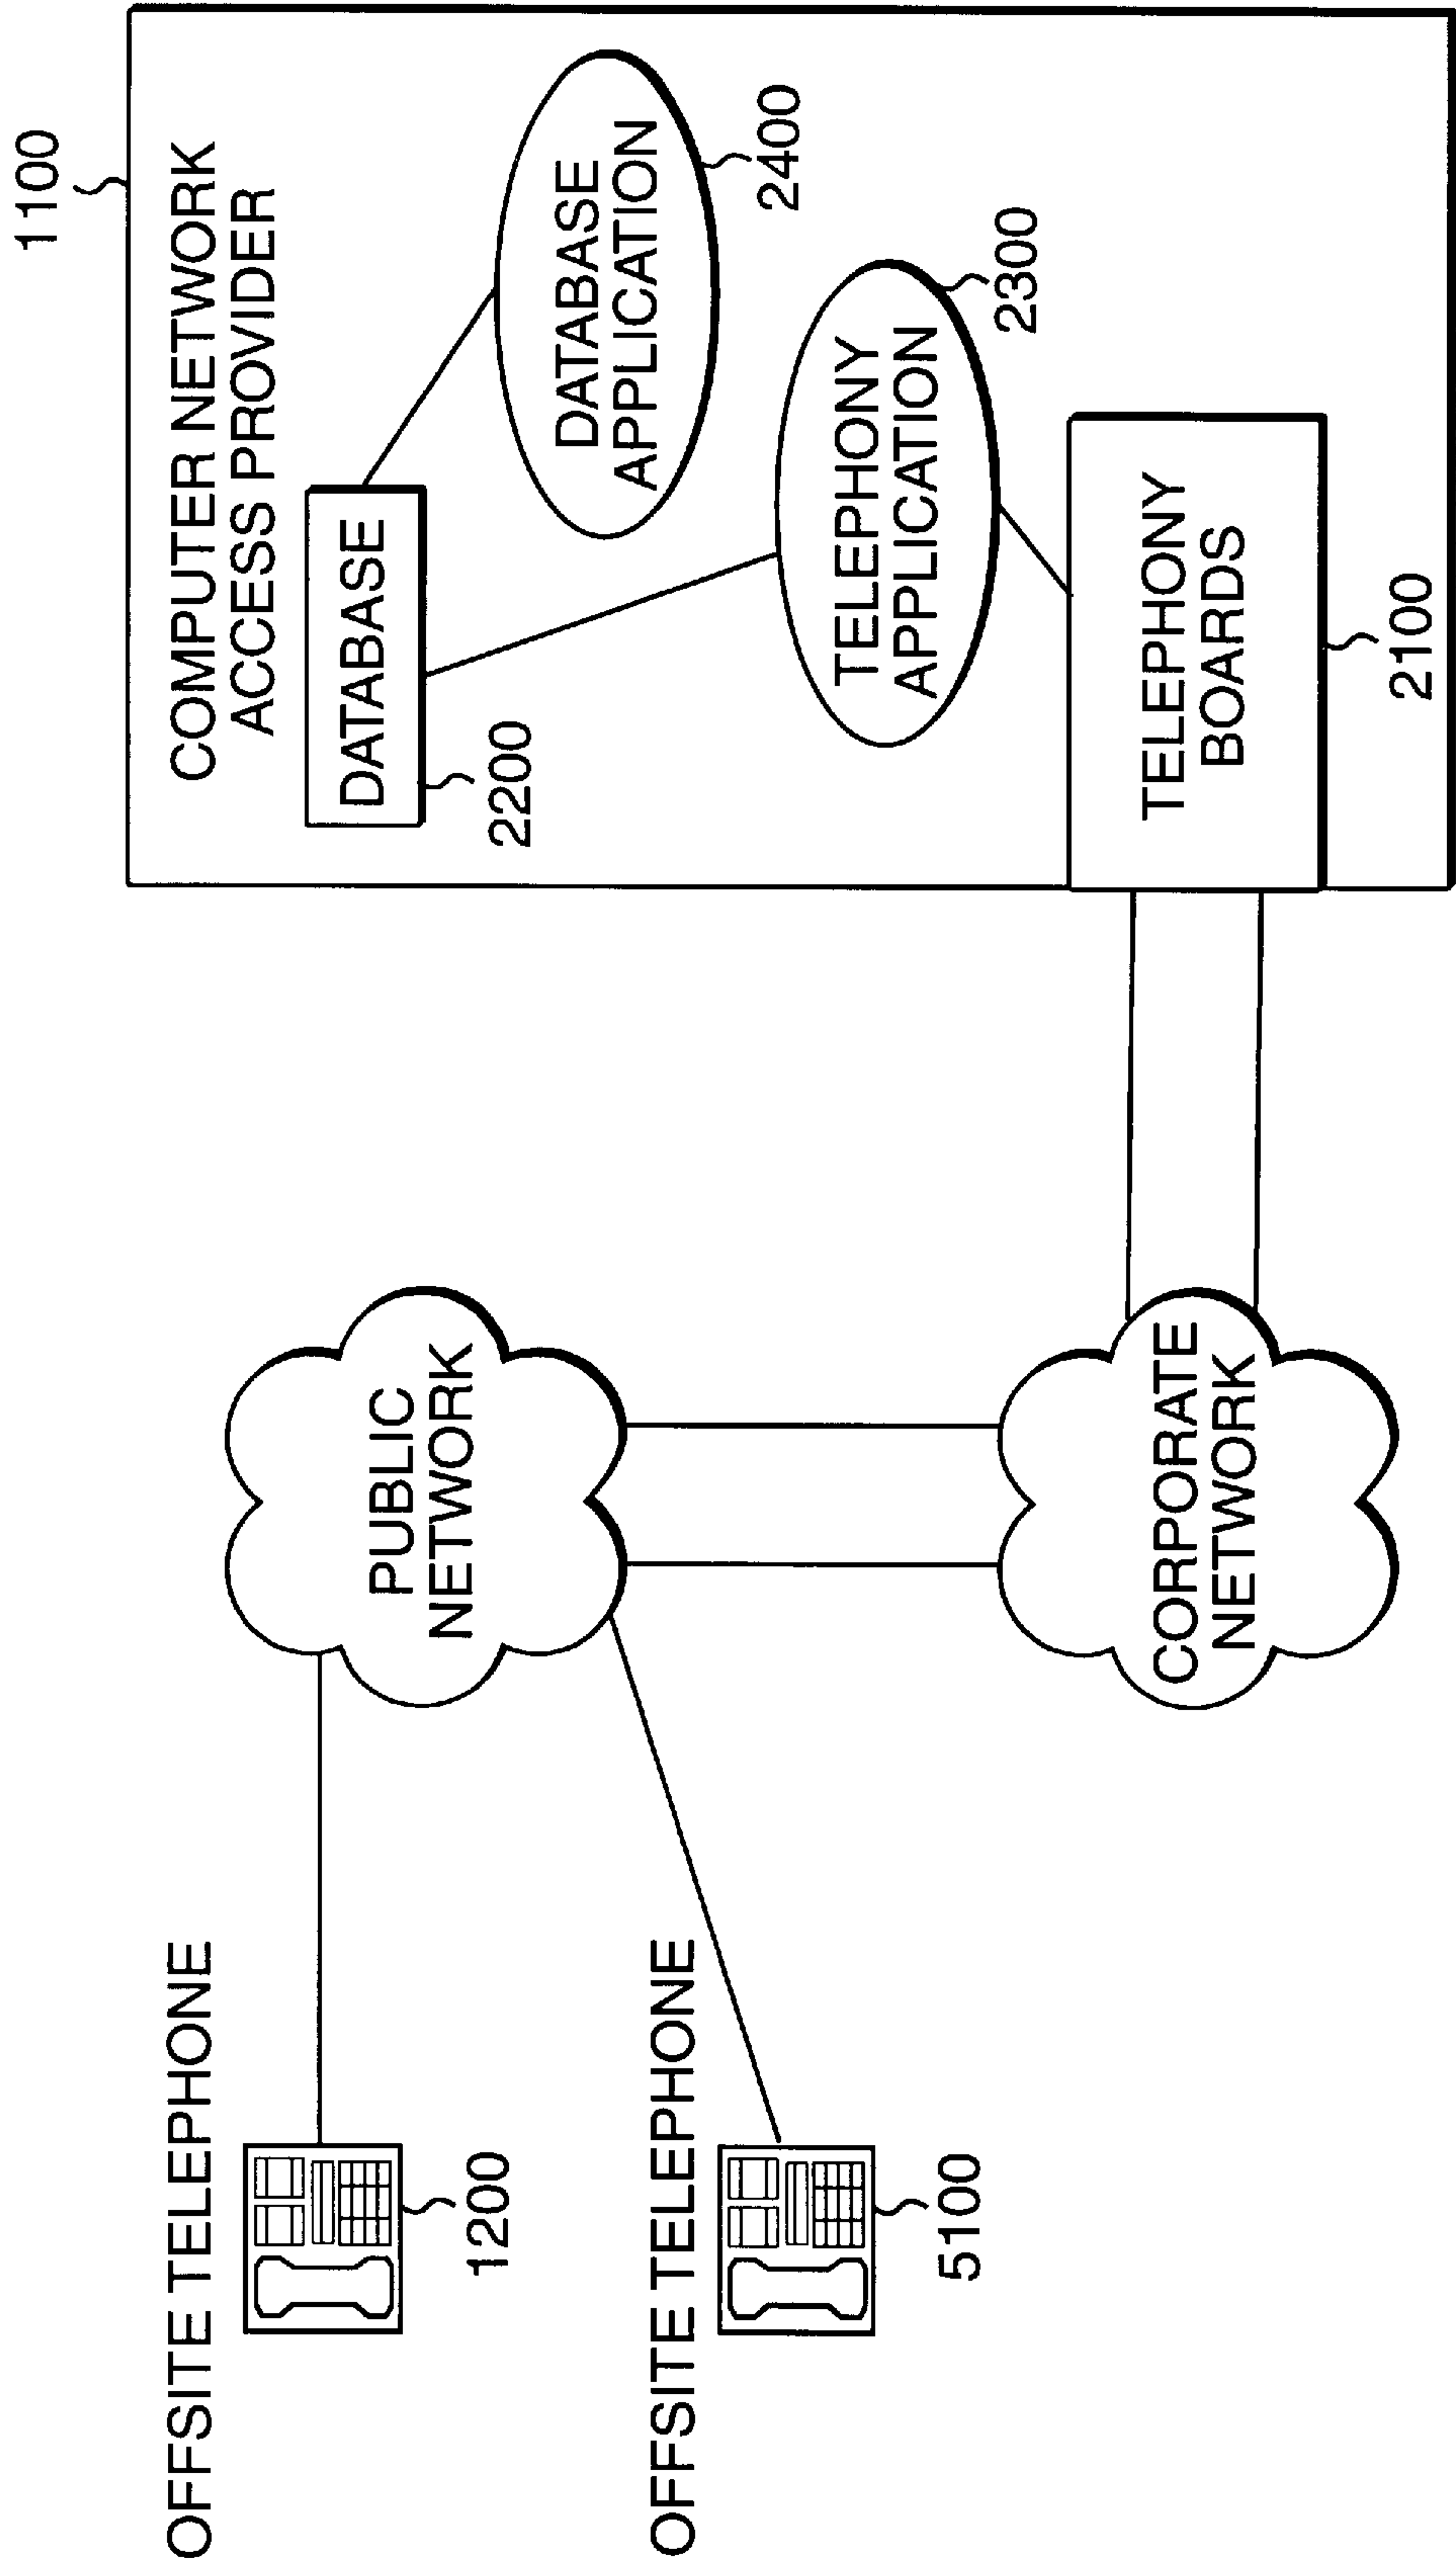 OFFSITE TELEPHONE
1200
OFFSITE TELEPHONE
5100
PUBLIC
NETWORK
CORPORATE
NETWORK
1100
COMPUTER NETWORK
ACCESS PROVIDER
DATABASE
2200
DATABASE
APPLICATION
2400
TELEPHONY
APPLICATION
2300
TELEPHONY
BOARDS
2100